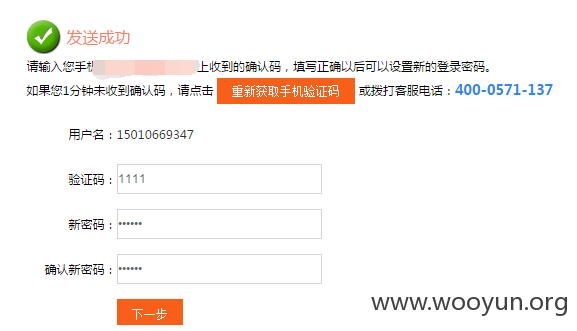 发送成功
请输入您手机上收到的确认码，填写正确以后可以设置新的登录密码。
如果您1分钟未收到确认码，请点击 重新获取手机验证码 或拨打客服电话：400-0571-137
用户名：15010669347
验证码：1111
新密码：••••••
确认新密码：••••••
下一步
www.wooyun.org